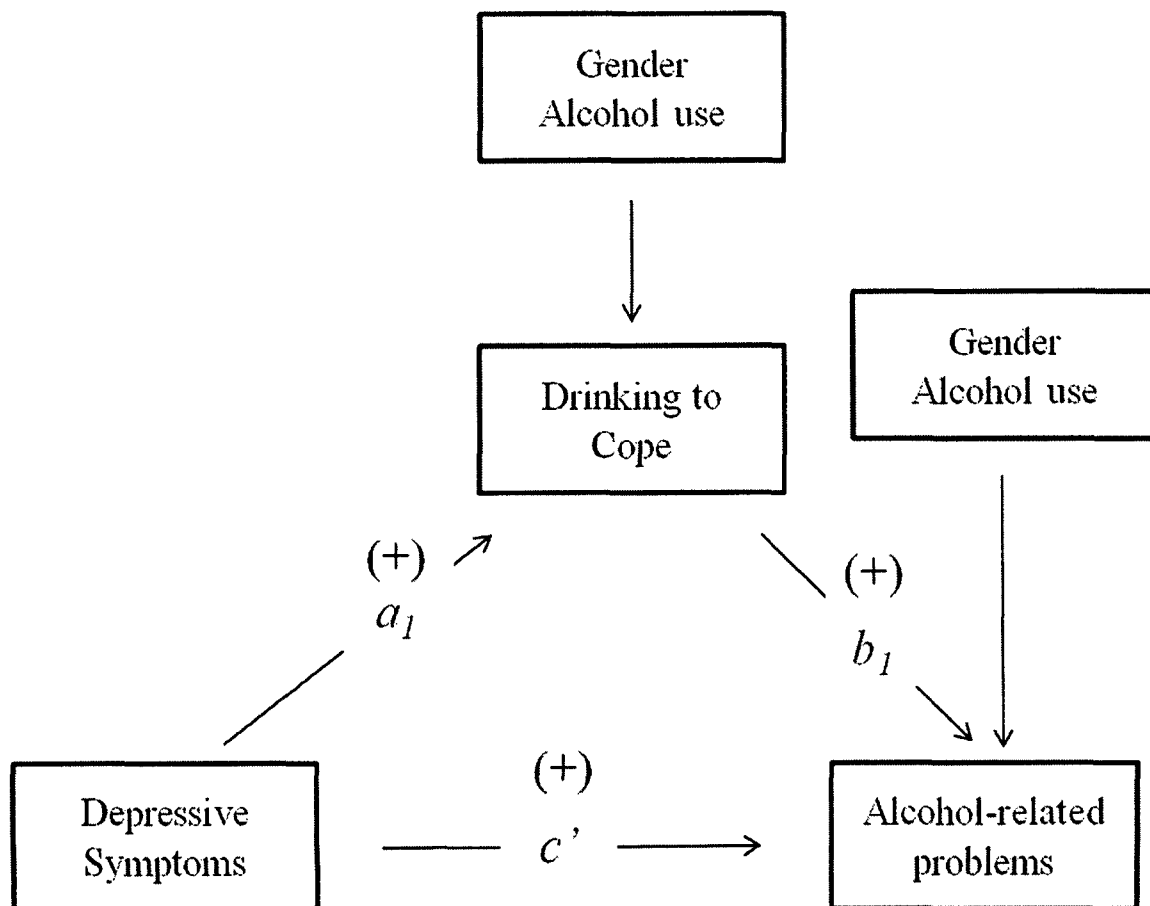 Gender
Alcohol use
Drinking to
Cope
Gender
Alcohol use
(+)
a1
(+)
b1
Depressive
Symptoms
(+)
c’
Alcohol-related
problems